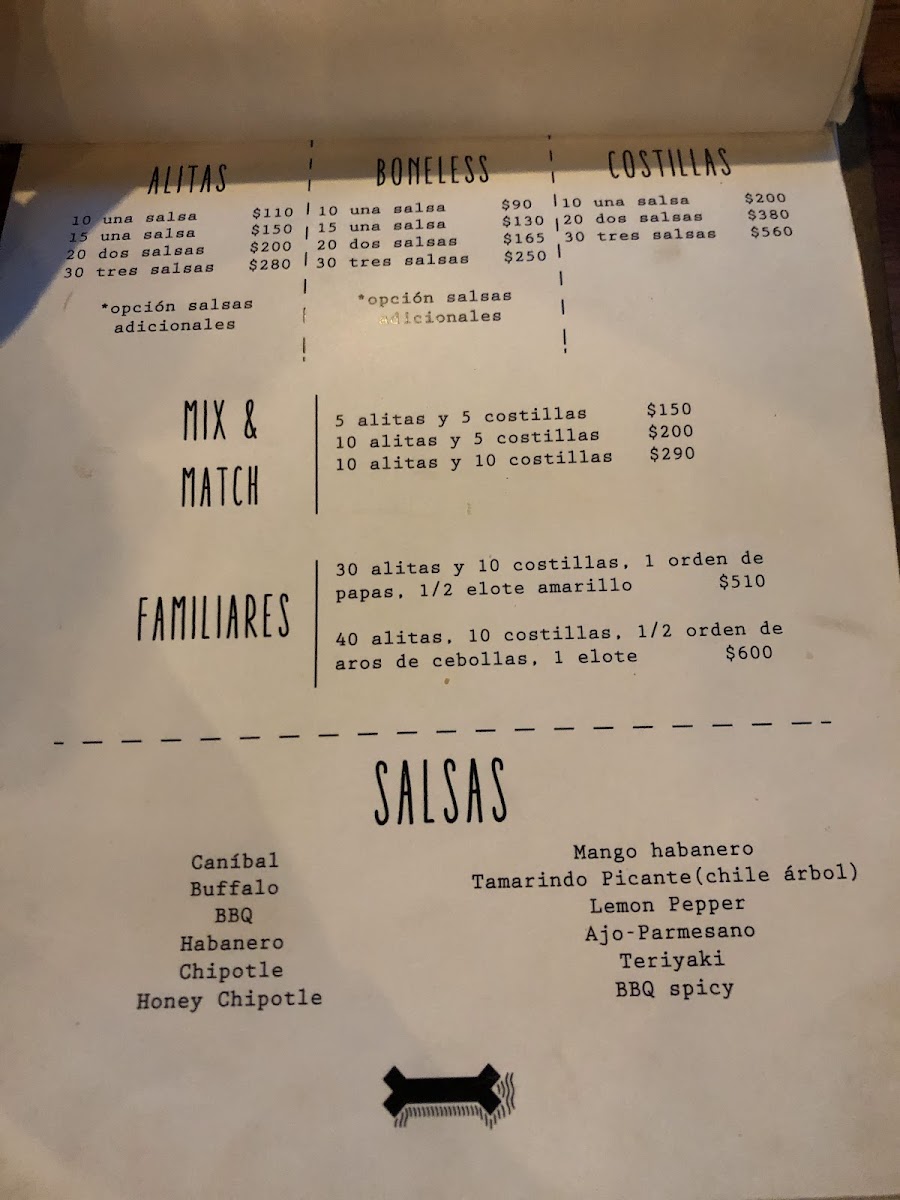 ALITAS
10 una salsa $110
15 una salsa $150
20 dos salsas $200
30 tres salsas $280
*opción salsas
adicionales
BONELESS
10 una salsa $90
15 una salsa $130
20 dos salsas $165
30 tres salsas $250
*opción salsas
adicionales
COSTILLAS
10 una salsa $200
20 dos salsas $380
30 tres salsas $560
MIX &
MATCH
5 alitas y 5 costillas $150
10 alitas y 5 costillas $200
10 alitas y 10 costillas $290
FAMILIARES
30 alitas y 10 costillas, 1 orden de
papas, 1/2 elote amarillo $510
40 alitas, 10 costillas, 1/2 orden de
aros de cebollas, 1 elote $600
SALSAS
Caníbal
Buffalo
BBQ
Habanero
Chipotle
Honey Chipotle
Mango habanero
Tamarindo Picante(chile árbol)
Lemon Pepper
Ajo-Parmesano
Teriyaki
BBQ spicy